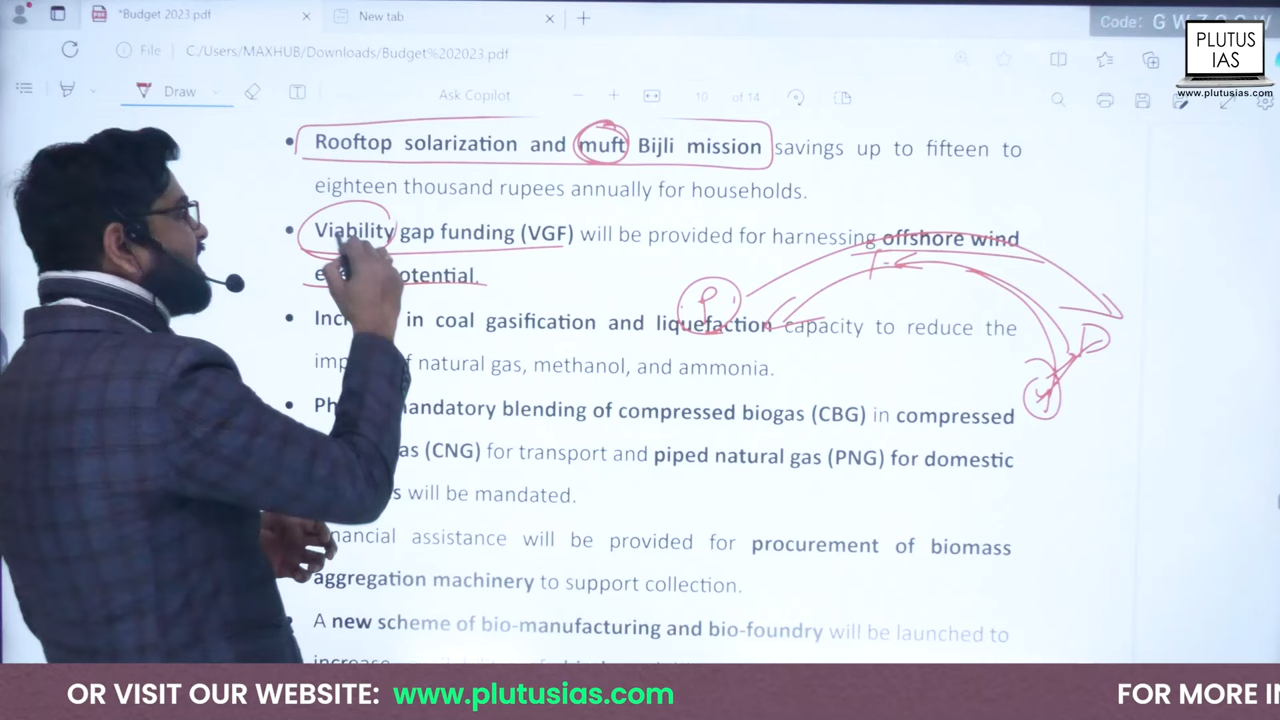 *Budget 2023.pdf
New tab
Code: G W Z
File C:/Users/MAXHUB/Downloads/Budget%202023.pdf
PLUTUS
IAS
www.plutusias.com
Draw
Ask Copilot
10 of 14
• Rooftop solarization and muft Bijli mission savings up to fifteen to
eighteen thousand rupees annually for households.
• Viability gap funding (VGF) will be provided for harnessing offshore wind
potential.
• in coal gasification and liquefaction capacity to reduce the
natural gas, methanol, and ammonia.
• mandatory blending of compressed biogas (CBG) in compressed
(CNG) for transport and piped natural gas (PNG) for domestic
will be mandated.
assistance will be provided for procurement of biomass
aggregation machinery to support collection.
A new scheme of bio-manufacturing and bio-foundry will be launched to
P
D
OR VISIT OUR WEBSITE: www.plutusias.com
FOR MORE